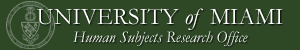 UNIVERSITY of MIAMI
Human Subjects Research Office